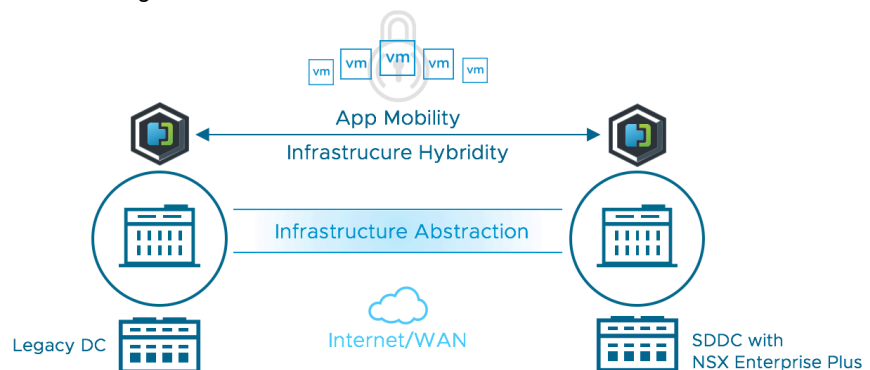 vm
vm
vm
vm
vm
App Mobility
Infrastrucure Hybridity
Infrastructure Abstraction
Internet/WAN
Legacy DC
SDDC with
NSX Enterprise Plus